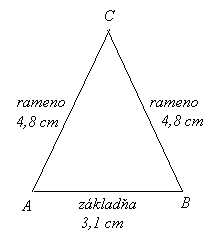 C
rameno
4,8 cm
rameno
4,8 cm
A
základňa
B
3,1 cm